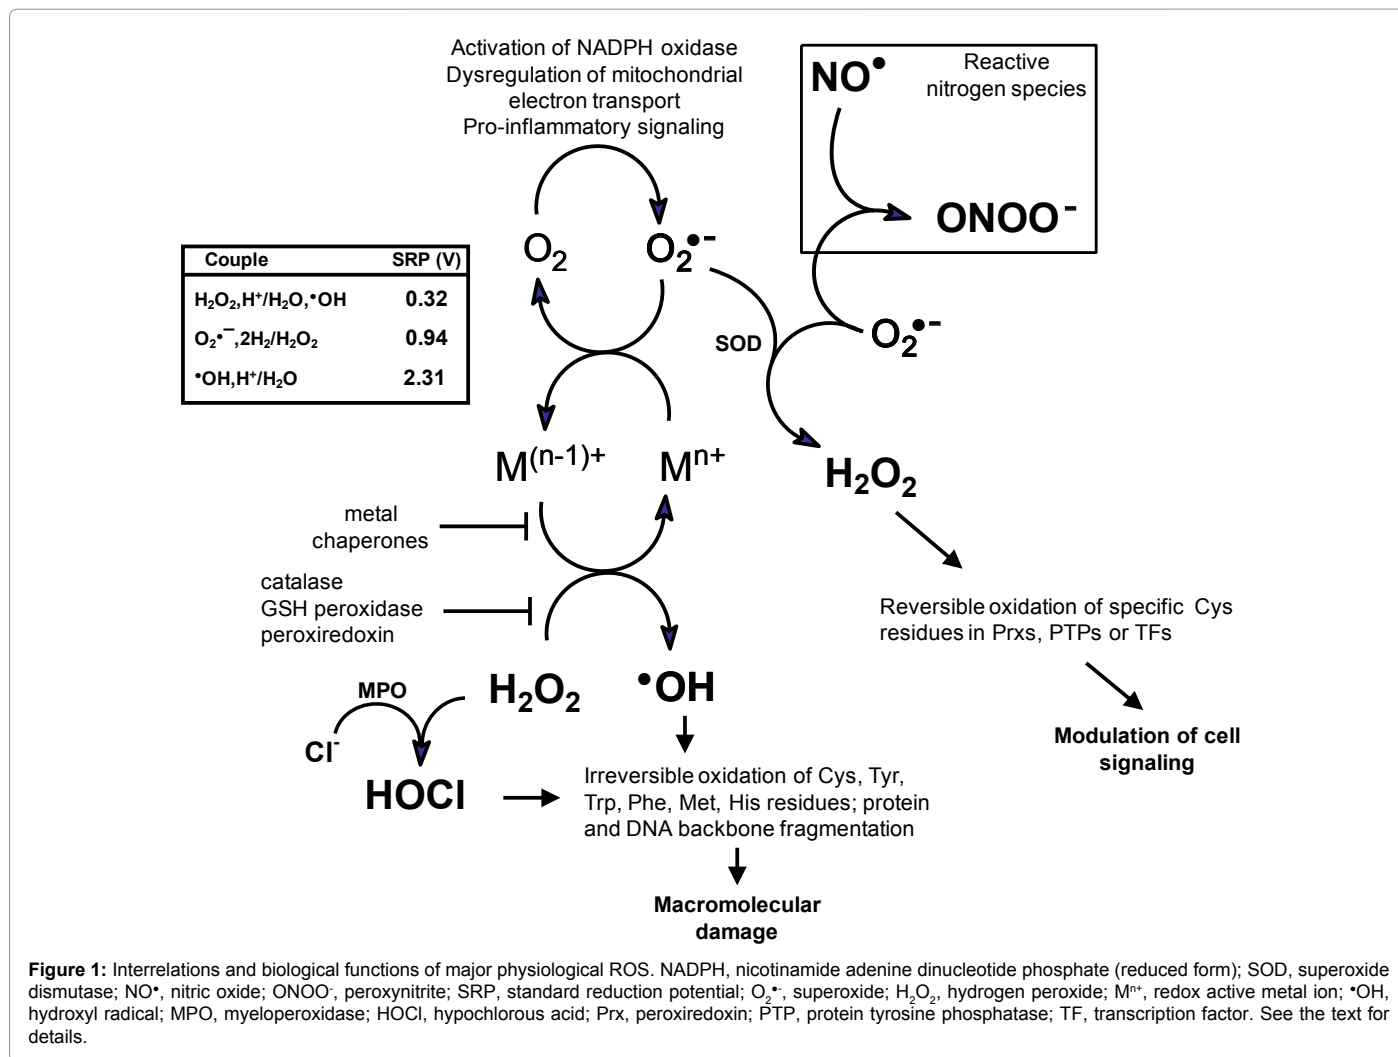 Activation of NADPH oxidase
Dysregulation of mitochondrial
electron transport
Pro-inflammatory signaling
NO•
Reactive
nitrogen species
ONOO⁻
O₂
O₂•⁻
Couple SRP (V)
H₂O₂,H⁺/H₂O,•OH 0.32
O₂•⁻,2H₂/H₂O₂ 0.94
•OH,H⁺/H₂O 2.31
SOD
O₂•⁻
M⁽ⁿ⁻¹⁾⁺
Mⁿ⁺
H₂O₂
metal
chaperones
catalase
GSH peroxidase
peroxiredoxin
Reversible oxidation of specific Cys
residues in Prxs, PTPs or TFs
MPO
H₂O₂
•OH
Cl⁻
HOCl
Modulation of cell
signaling
Irreversible oxidation of Cys, Tyr,
Trp, Phe, Met, His residues; protein
and DNA backbone fragmentation
Macromolecular
damage
Figure 1: Interrelations and biological functions of major physiological ROS. NADPH, nicotinamide adenine dinucleotide phosphate (reduced form); SOD, superoxide
dismutase; NO•, nitric oxide; ONOO⁻, peroxynitrite; SRP, standard reduction potential; O₂•⁻, superoxide; H₂O₂, hydrogen peroxide; Mⁿ⁺, redox active metal ion; •OH,
hydroxyl radical; MPO, myeloperoxidase; HOCl, hypochlorous acid; Prx, peroxiredoxin; PTP, protein tyrosine phosphatase; TF, transcription factor. See the text for
details.